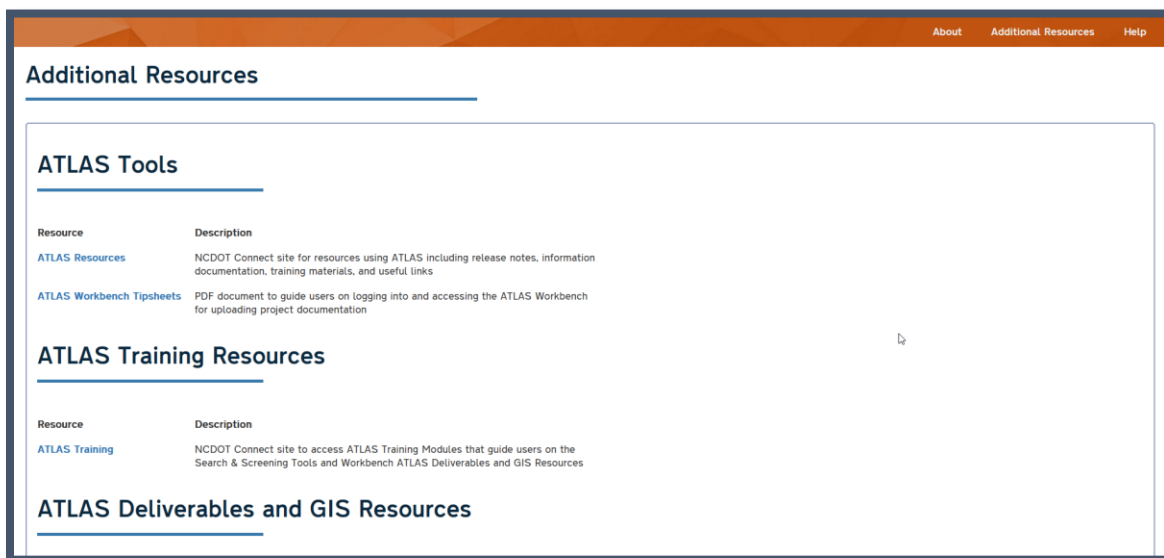 About Additional Resources Help
Additional Resources
ATLAS Tools
Resource Description
ATLAS Resources NCDOT Connect site for resources using ATLAS including release notes, information
documentation, training materials, and useful links
ATLAS Workbench Tipsheets PDF document to guide users on logging into and accessing the ATLAS Workbench
for uploading project documentation
ATLAS Training Resources
Resource Description
ATLAS Training NCDOT Connect site to access ATLAS Training Modules that guide users on the
Search & Screening Tools and Workbench ATLAS Deliverables and GIS Resources
ATLAS Deliverables and GIS Resources